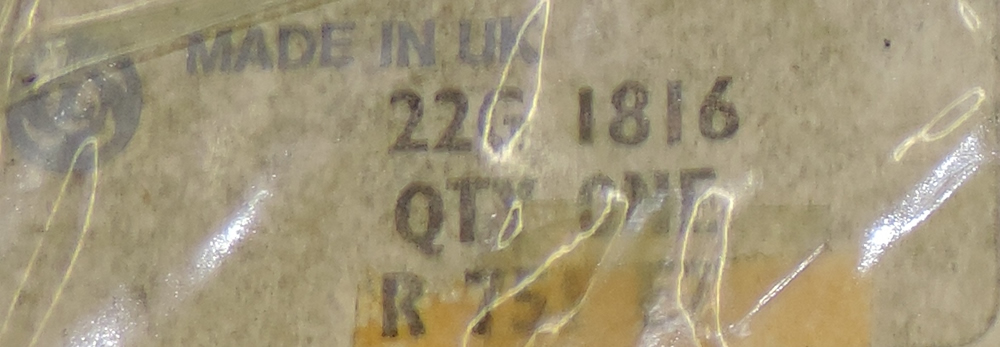 MADE IN UK
22G 1816
QTY ONE
R